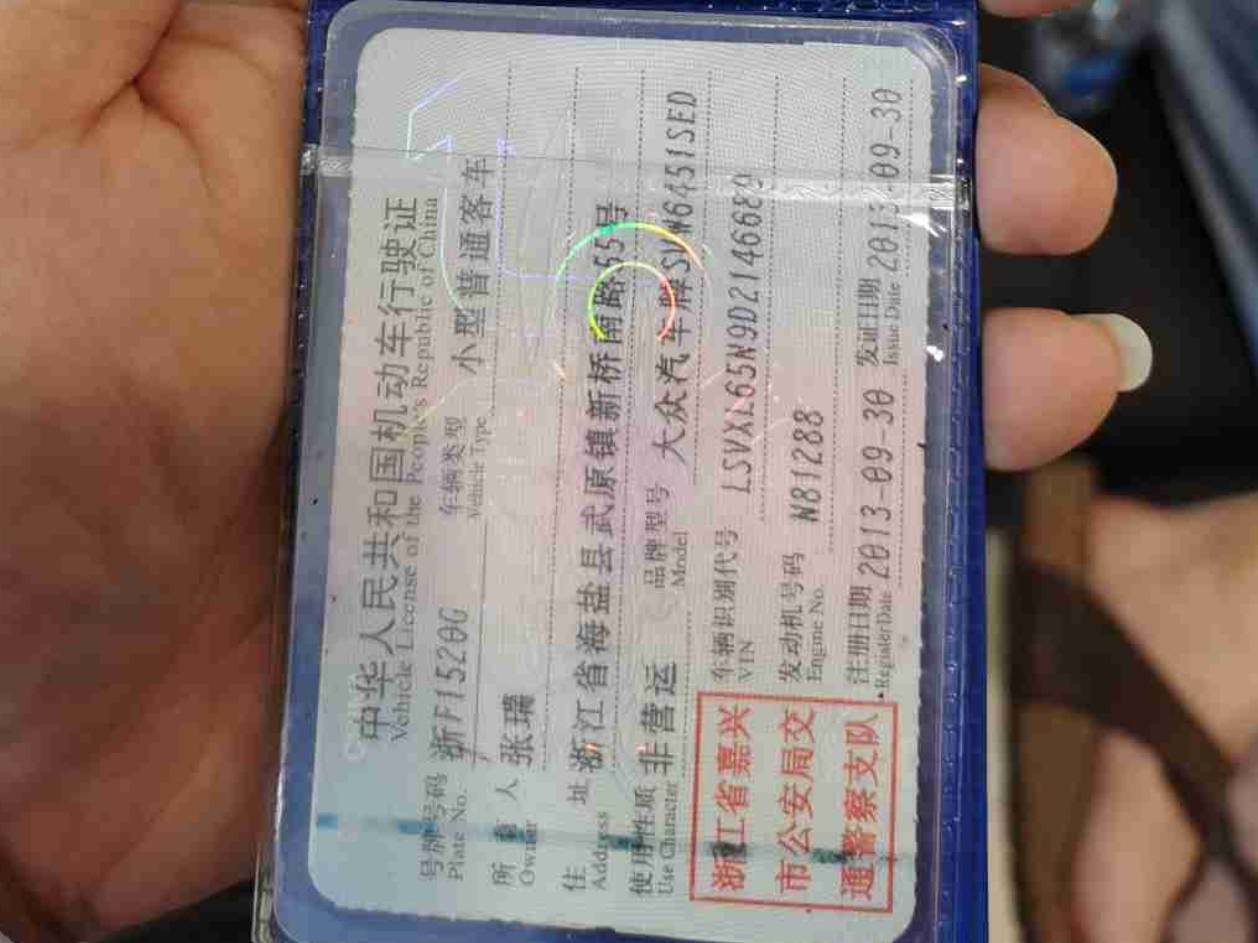 中华人民共和国机动车行驶证
Vehicle License of the People's Republic of China
号牌号码 浙F1520G 车辆类型 小型普通客车
Plate No. Vehicle Type
所有人 张瑞
Owner
住址 浙江省海盐县武原镇新桥南路55号
Address
使用性质 非营运 品牌型号 大众汽车牌SVW6451SED
Use Character Model
浙江省嘉兴
市公安局交
通警察支队
车辆识别代号 LSVXL65N9D2146689
VIN
发动机号码 N81288
Engine No.
注册日期 2013-09-30 发证日期 2013-09-30
Register Date Issue Date